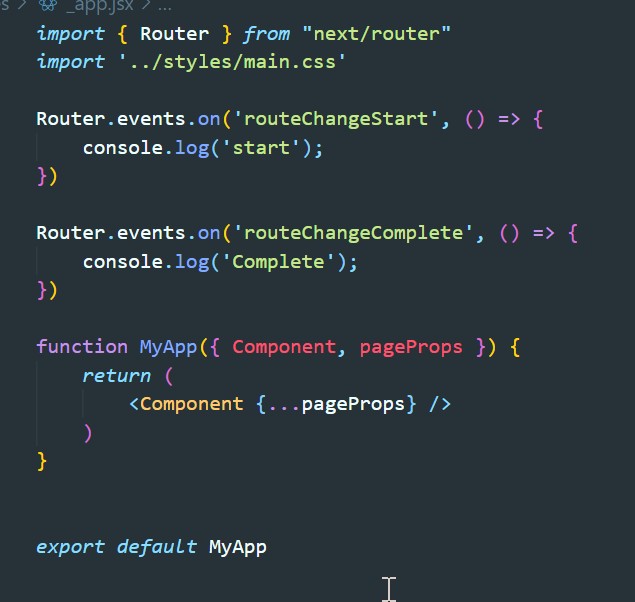 s > _app.jsx > ...
import { Router } from "next/router"
import '../styles/main.css'
Router.events.on('routeChangeStart', () => {
console.log('start');
})
Router.events.on('routeChangeComplete', () => {
console.log('Complete');
})
function MyApp({ Component, pageProps }) {
return (
<Component {...pageProps} />
)
}
export default MyApp